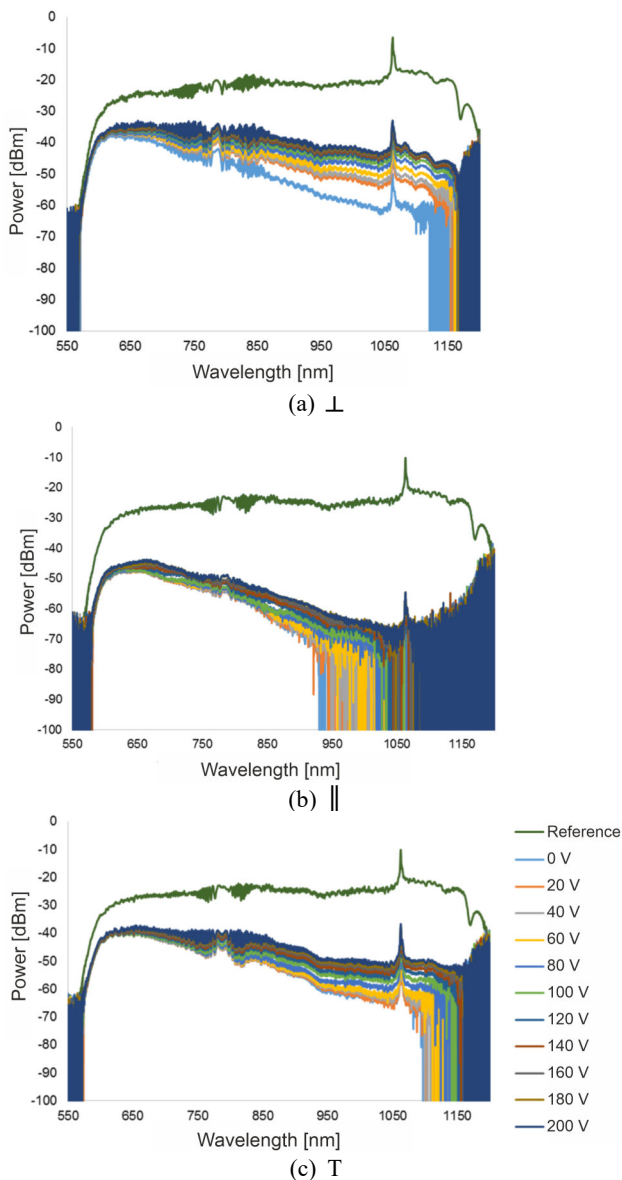 0
-10
-20
-30
-40
-50
-60
-70
-80
-90
-100
Power [dBm]
550 650 750 850 950 1050 1150
Wavelength [nm]
(a) ⊥
0
-10
-20
-30
-40
-50
-60
-70
-80
-90
-100
Power [dBm]
550 650 750 850 950 1050 1150
Wavelength [nm]
(b) ∥
0
-10
-20
-30
-40
-50
-60
-70
-80
-90
-100
Power [dBm]
550 650 750 850 950 1050 1150
Wavelength [nm]
Reference
0 V
20 V
40 V
60 V
80 V
100 V
120 V
140 V
160 V
180 V
200 V
(c) T